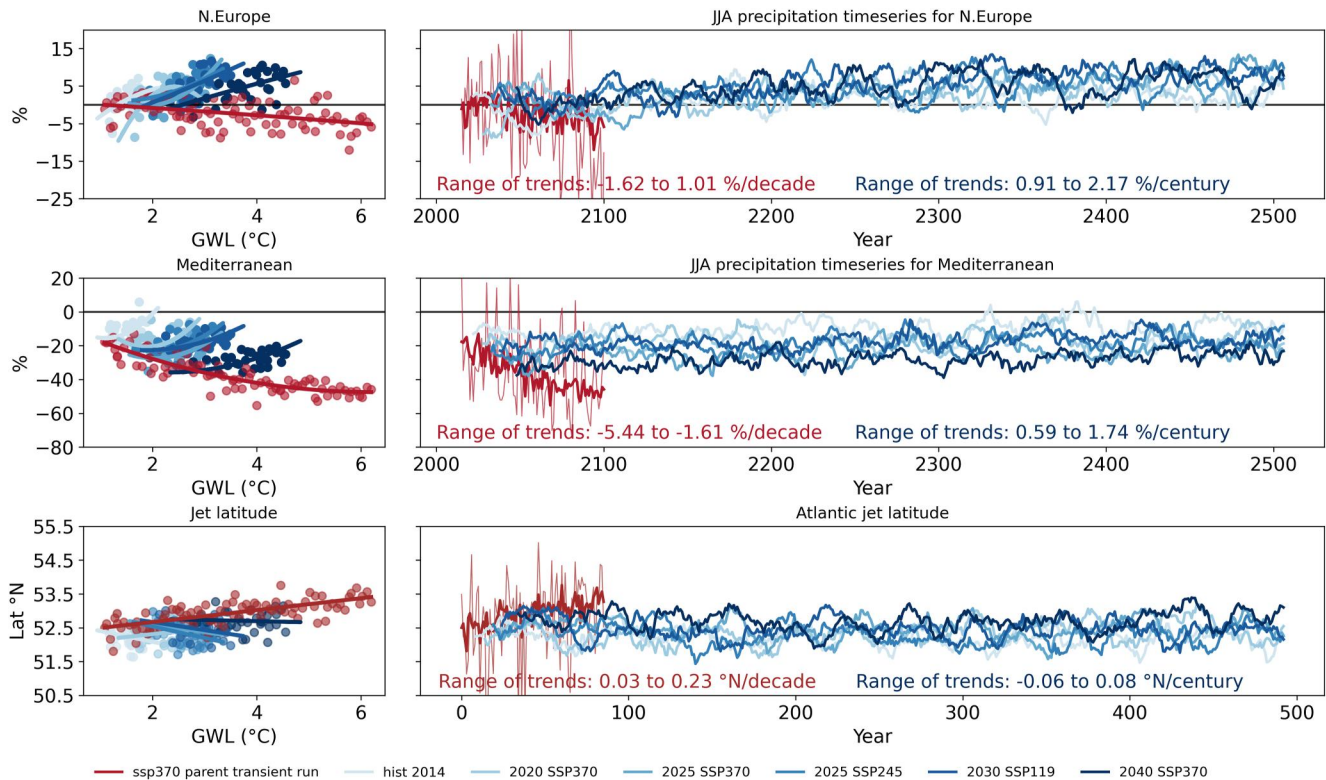 N.Europe
JJA precipitation timeseries for N.Europe
15
5
−5
−15
−25
%
2
4
6
GWL (°C)
Range of trends: -1.62 to 1.01 %/decade
Range of trends: 0.91 to 2.17 %/century
2000
2100
2200
2300
2400
2500
Year
Mediterranean
JJA precipitation timeseries for Mediterranean
20
0
−20
−40
−60
−80
%
2
4
6
GWL (°C)
Range of trends: -5.44 to -1.61 %/decade
Range of trends: 0.59 to 1.74 %/century
2000
2100
2200
2300
2400
2500
Year
Jet latitude
Atlantic jet latitude
55.5
54.5
53.5
52.5
51.5
50.5
Lat °N
2
4
6
GWL (°C)
Range of trends: 0.03 to 0.23 °N/decade
Range of trends: -0.06 to 0.08 °N/century
0
100
200
300
400
500
Year
ssp370 parent transient run
hist 2014
2020 SSP370
2025 SSP370
2025 SSP245
2030 SSP119
2040 SSP370